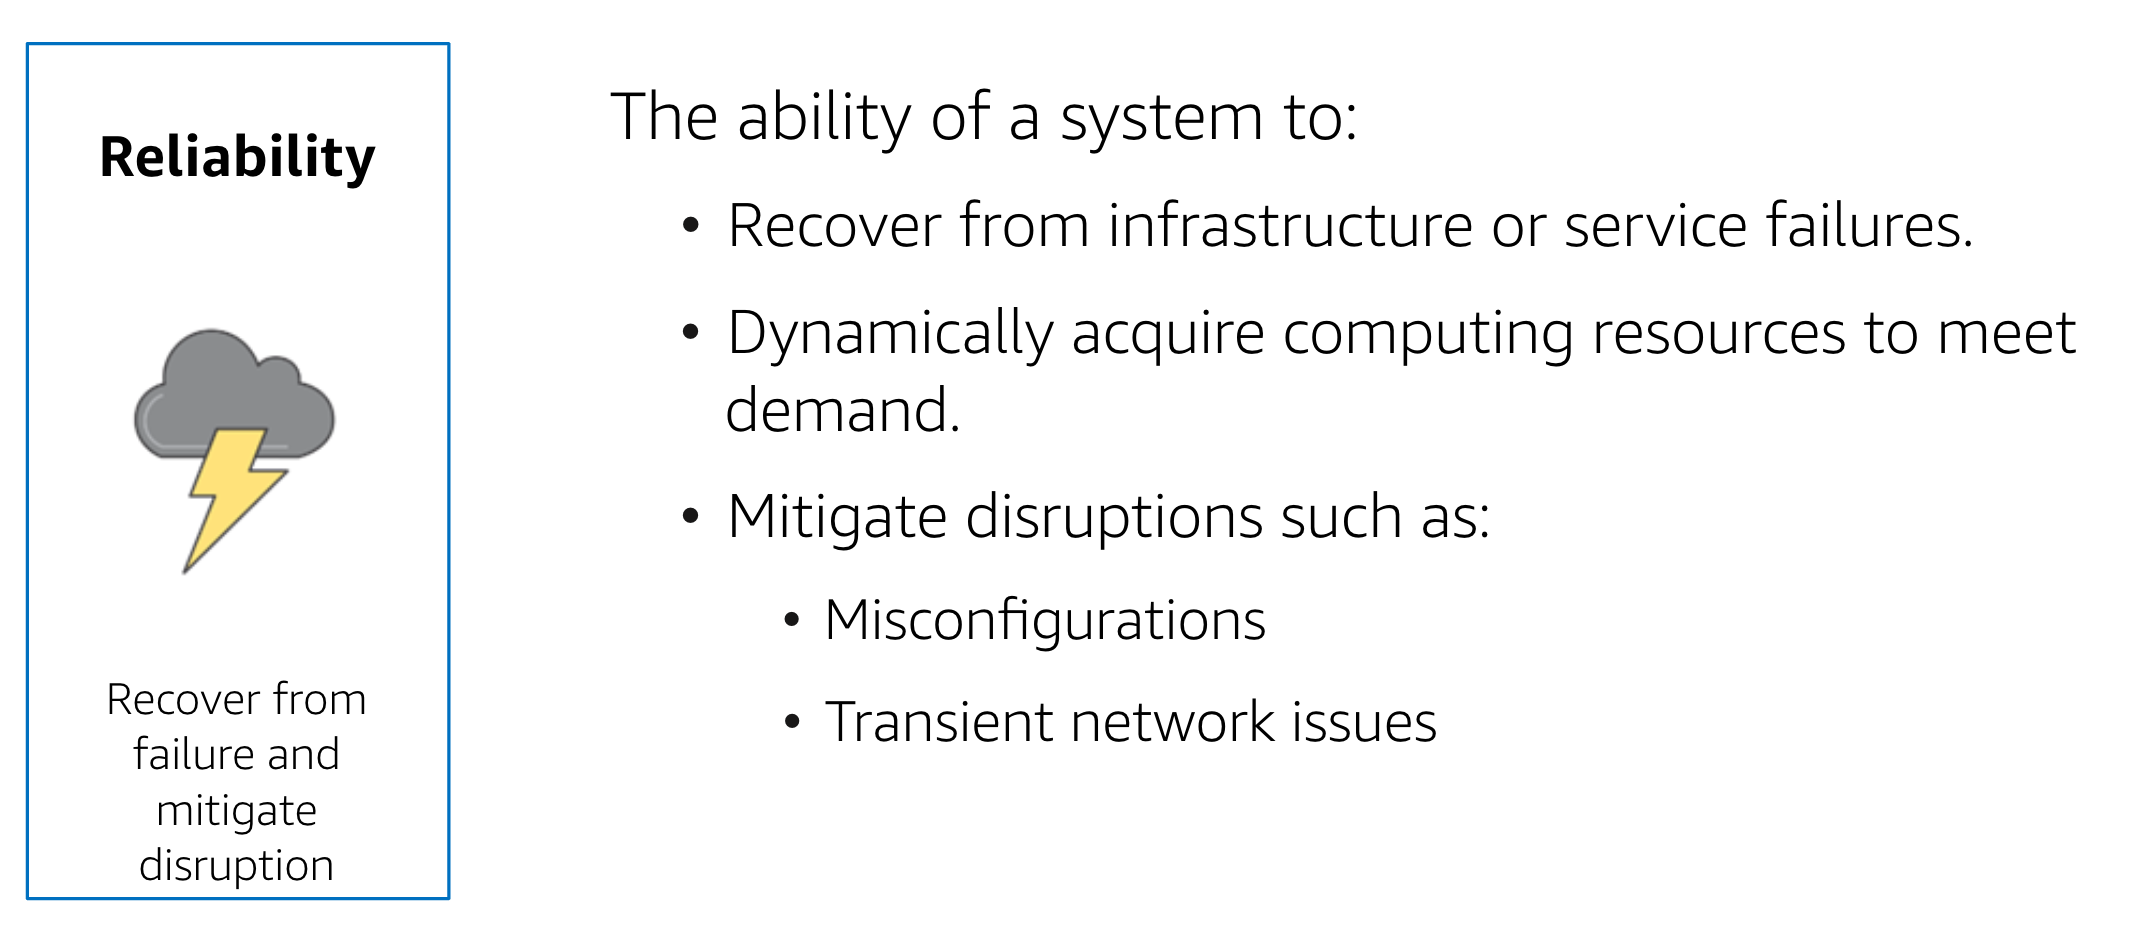 Reliability
Recover from
failure and
mitigate
disruption
The ability of a system to:
• Recover from infrastructure or service failures.
• Dynamically acquire computing resources to meet
demand.
• Mitigate disruptions such as:
• Misconfigurations
• Transient network issues